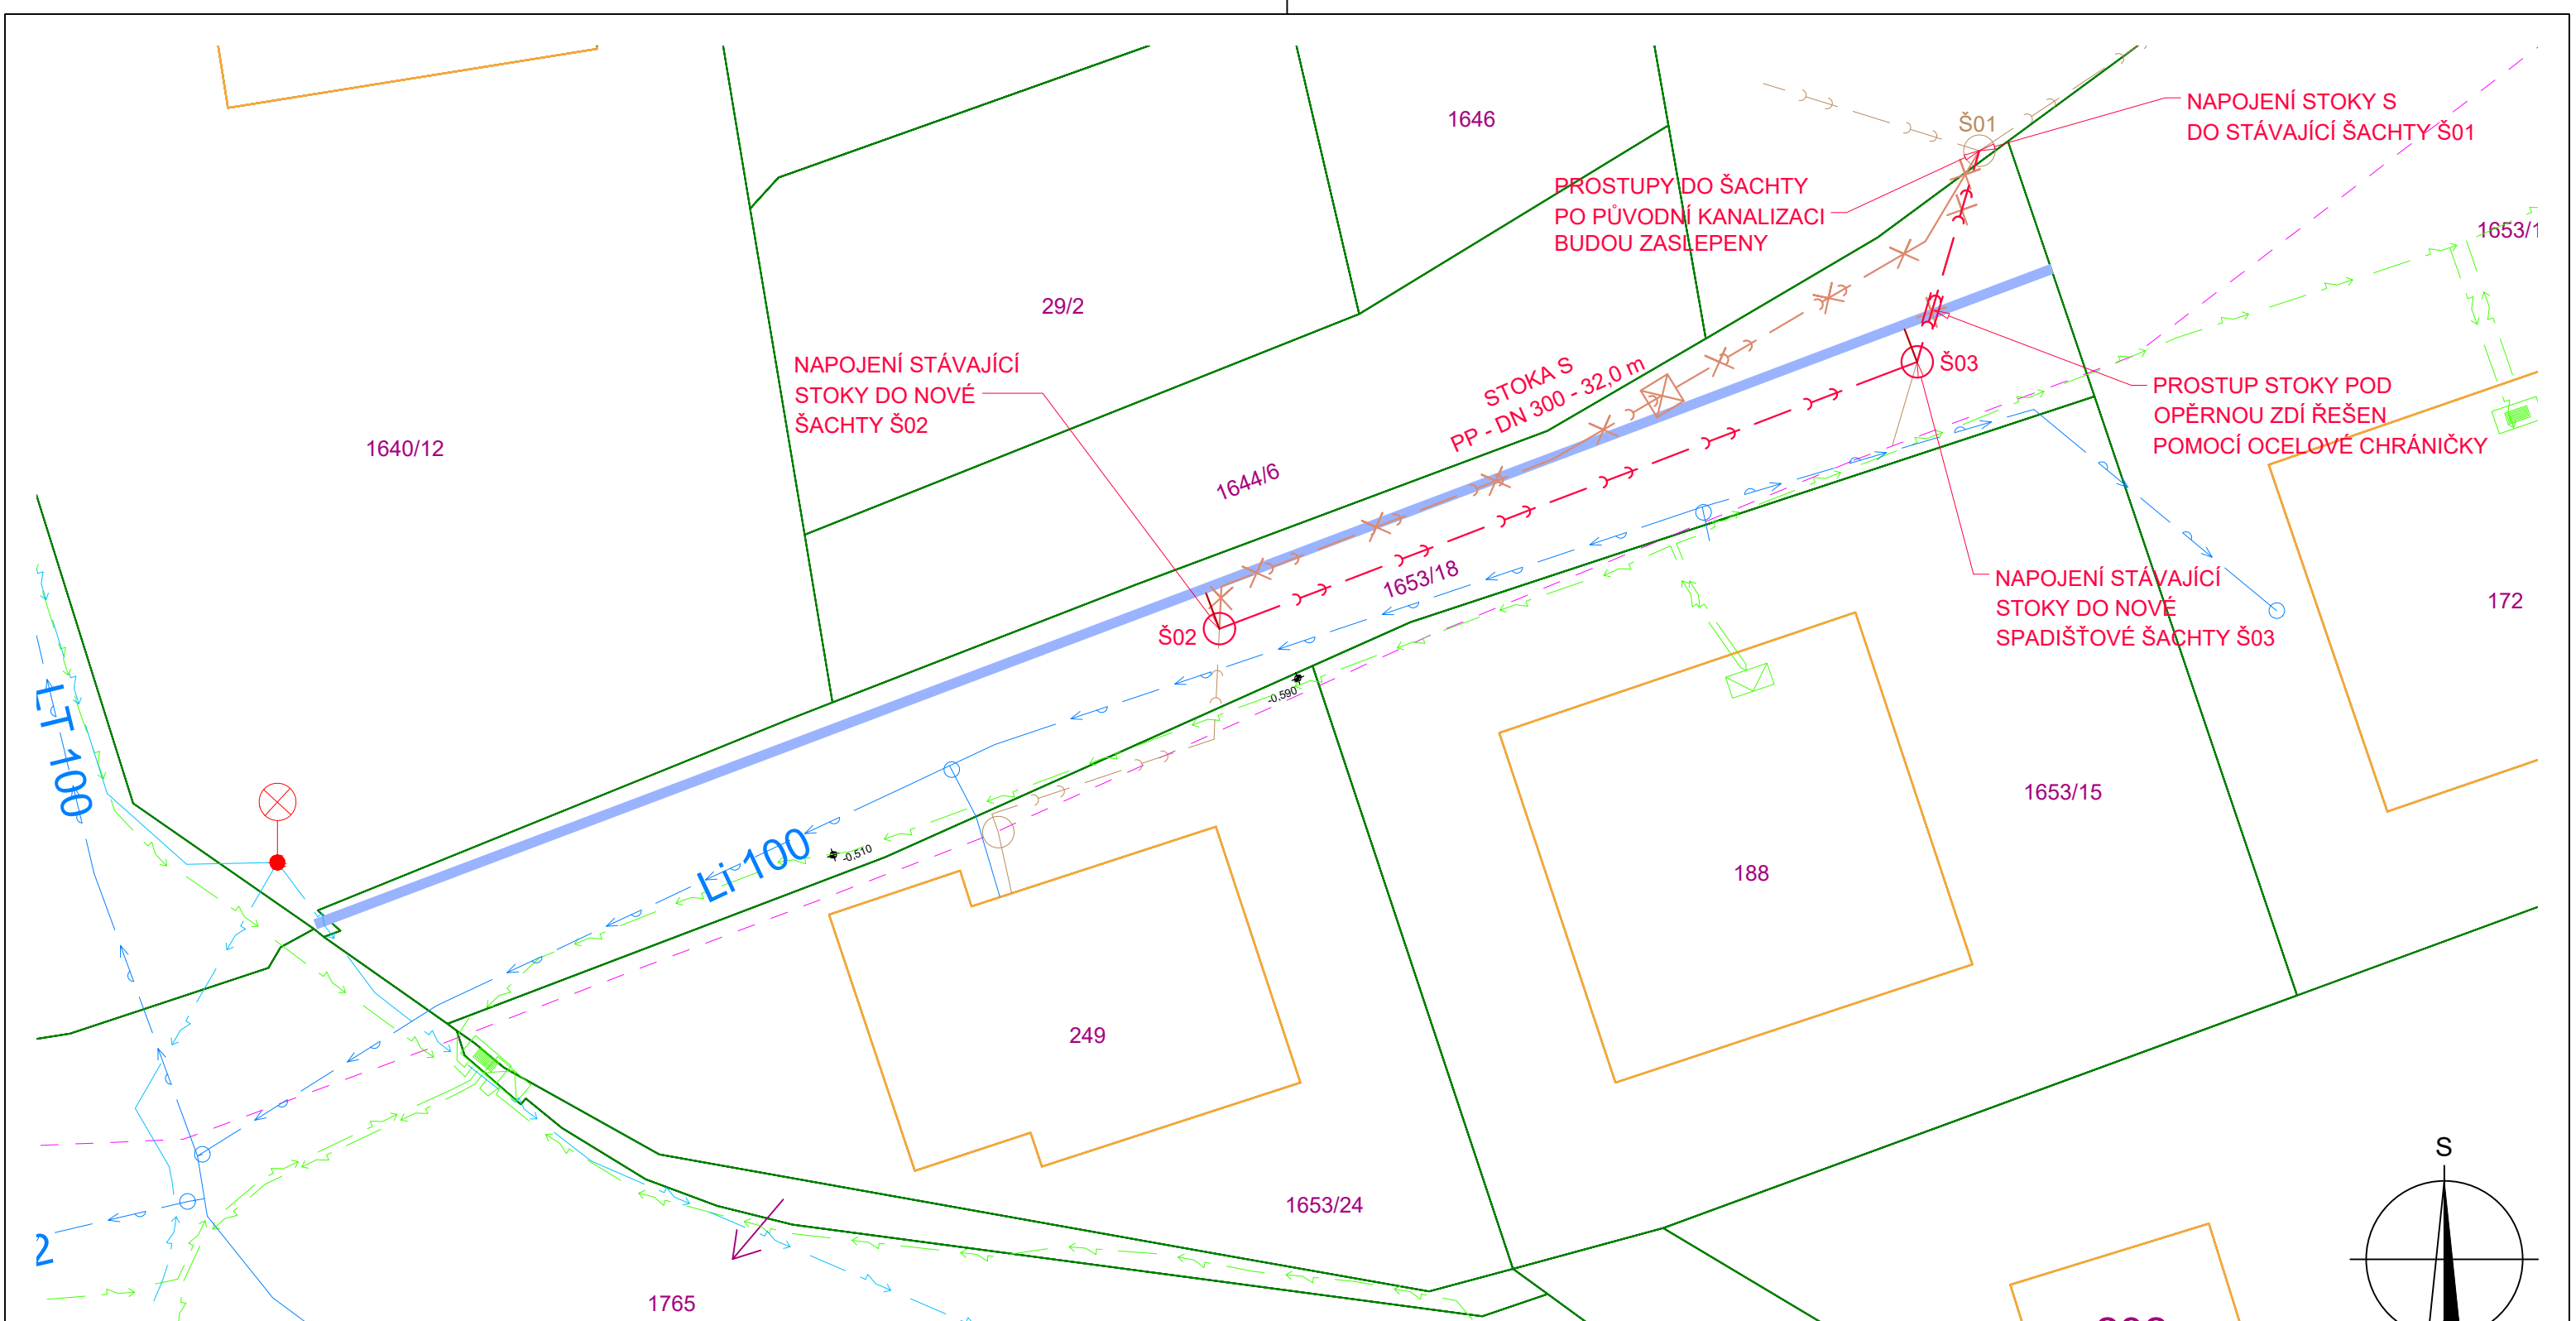 1646
Š01
NAPOJENÍ STOKY S
DO STÁVAJÍCÍ ŠACHTY Š01
PROSTUPY DO ŠACHTY
PO PŮVODNÍ KANALIZACI
BUDOU ZASLEPENY
1653/1
29/2
NAPOJENÍ STÁVAJÍCÍ
STOKY DO NOVÉ
ŠACHTY Š02
STOKA S
PP - DN 300 - 32,0 m
Š03
PROSTUP STOKY POD
OPĚRNOU ZDÍ ŘEŠEN
POMOCÍ OCELOVÉ CHRÁNIČKY
1640/12
1644/6
1653/18
NAPOJENÍ STÁVAJÍCÍ
STOKY DO NOVÉ
SPADIŠŤOVÉ ŠACHTY Š03
172
Š02
-0.590
LT 100
1653/15
Li 100
-0.510
188
249
S
1653/24
2
1765